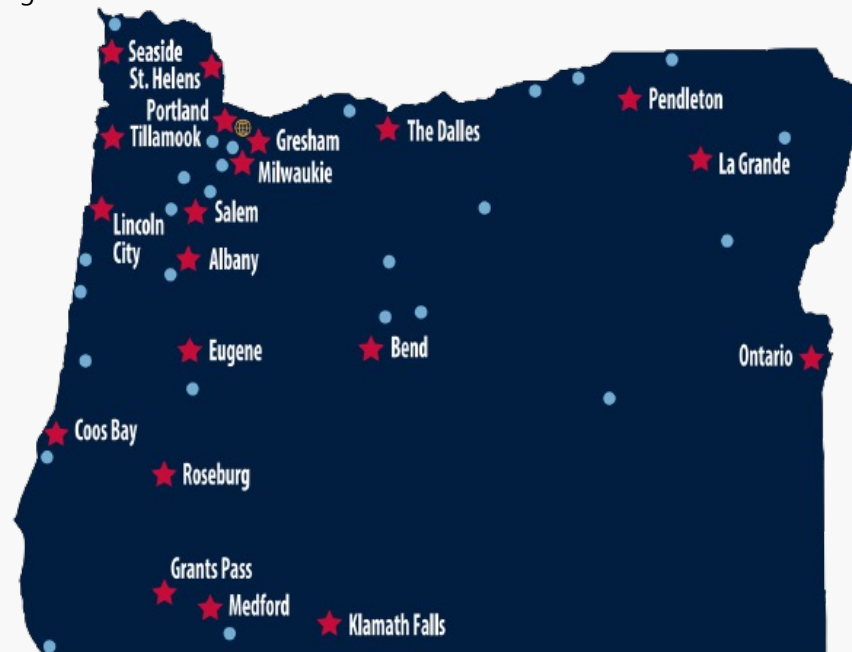 Seaside
St. Helens
Portland
Tillamook
Gresham
The Dalles
Pendleton
Milwaukie
La Grande
Lincoln
City
Salem
Albany
Eugene
Bend
Ontario
Coos Bay
Roseburg
Grants Pass
Medford
Klamath Falls